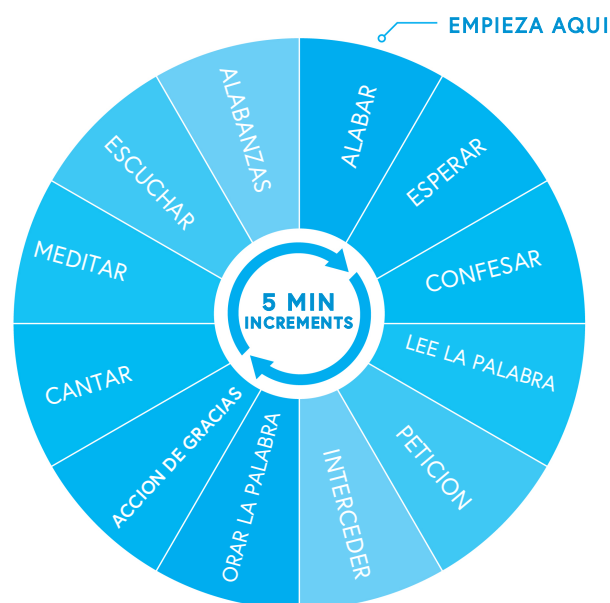 EMPIEZA AQUI
ALABAR
ESPERAR
CONFESAR
LEE LA PALABRA
PETICION
INTERCEDER
ORAR LA PALABRA
ACCION DE GRACIAS
CANTAR
MEDITAR
ESCUCHAR
ALABANZAS
5 MIN
INCREMENTS